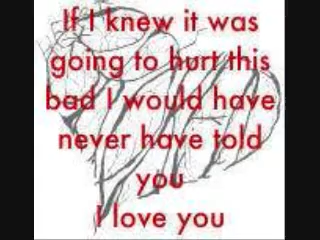 If I knew it was
going to hurt this
bad I would have
never have told
you
I love you